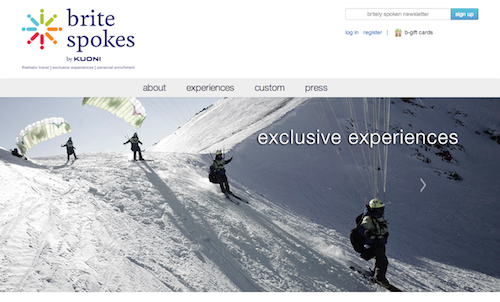 brite
spokes
by KUONI
thematic travel | exclusive experiences | personal enrichment
britely spoken newsletter
sign up
log in register | b-gift cards
about experiences custom press
exclusive experiences